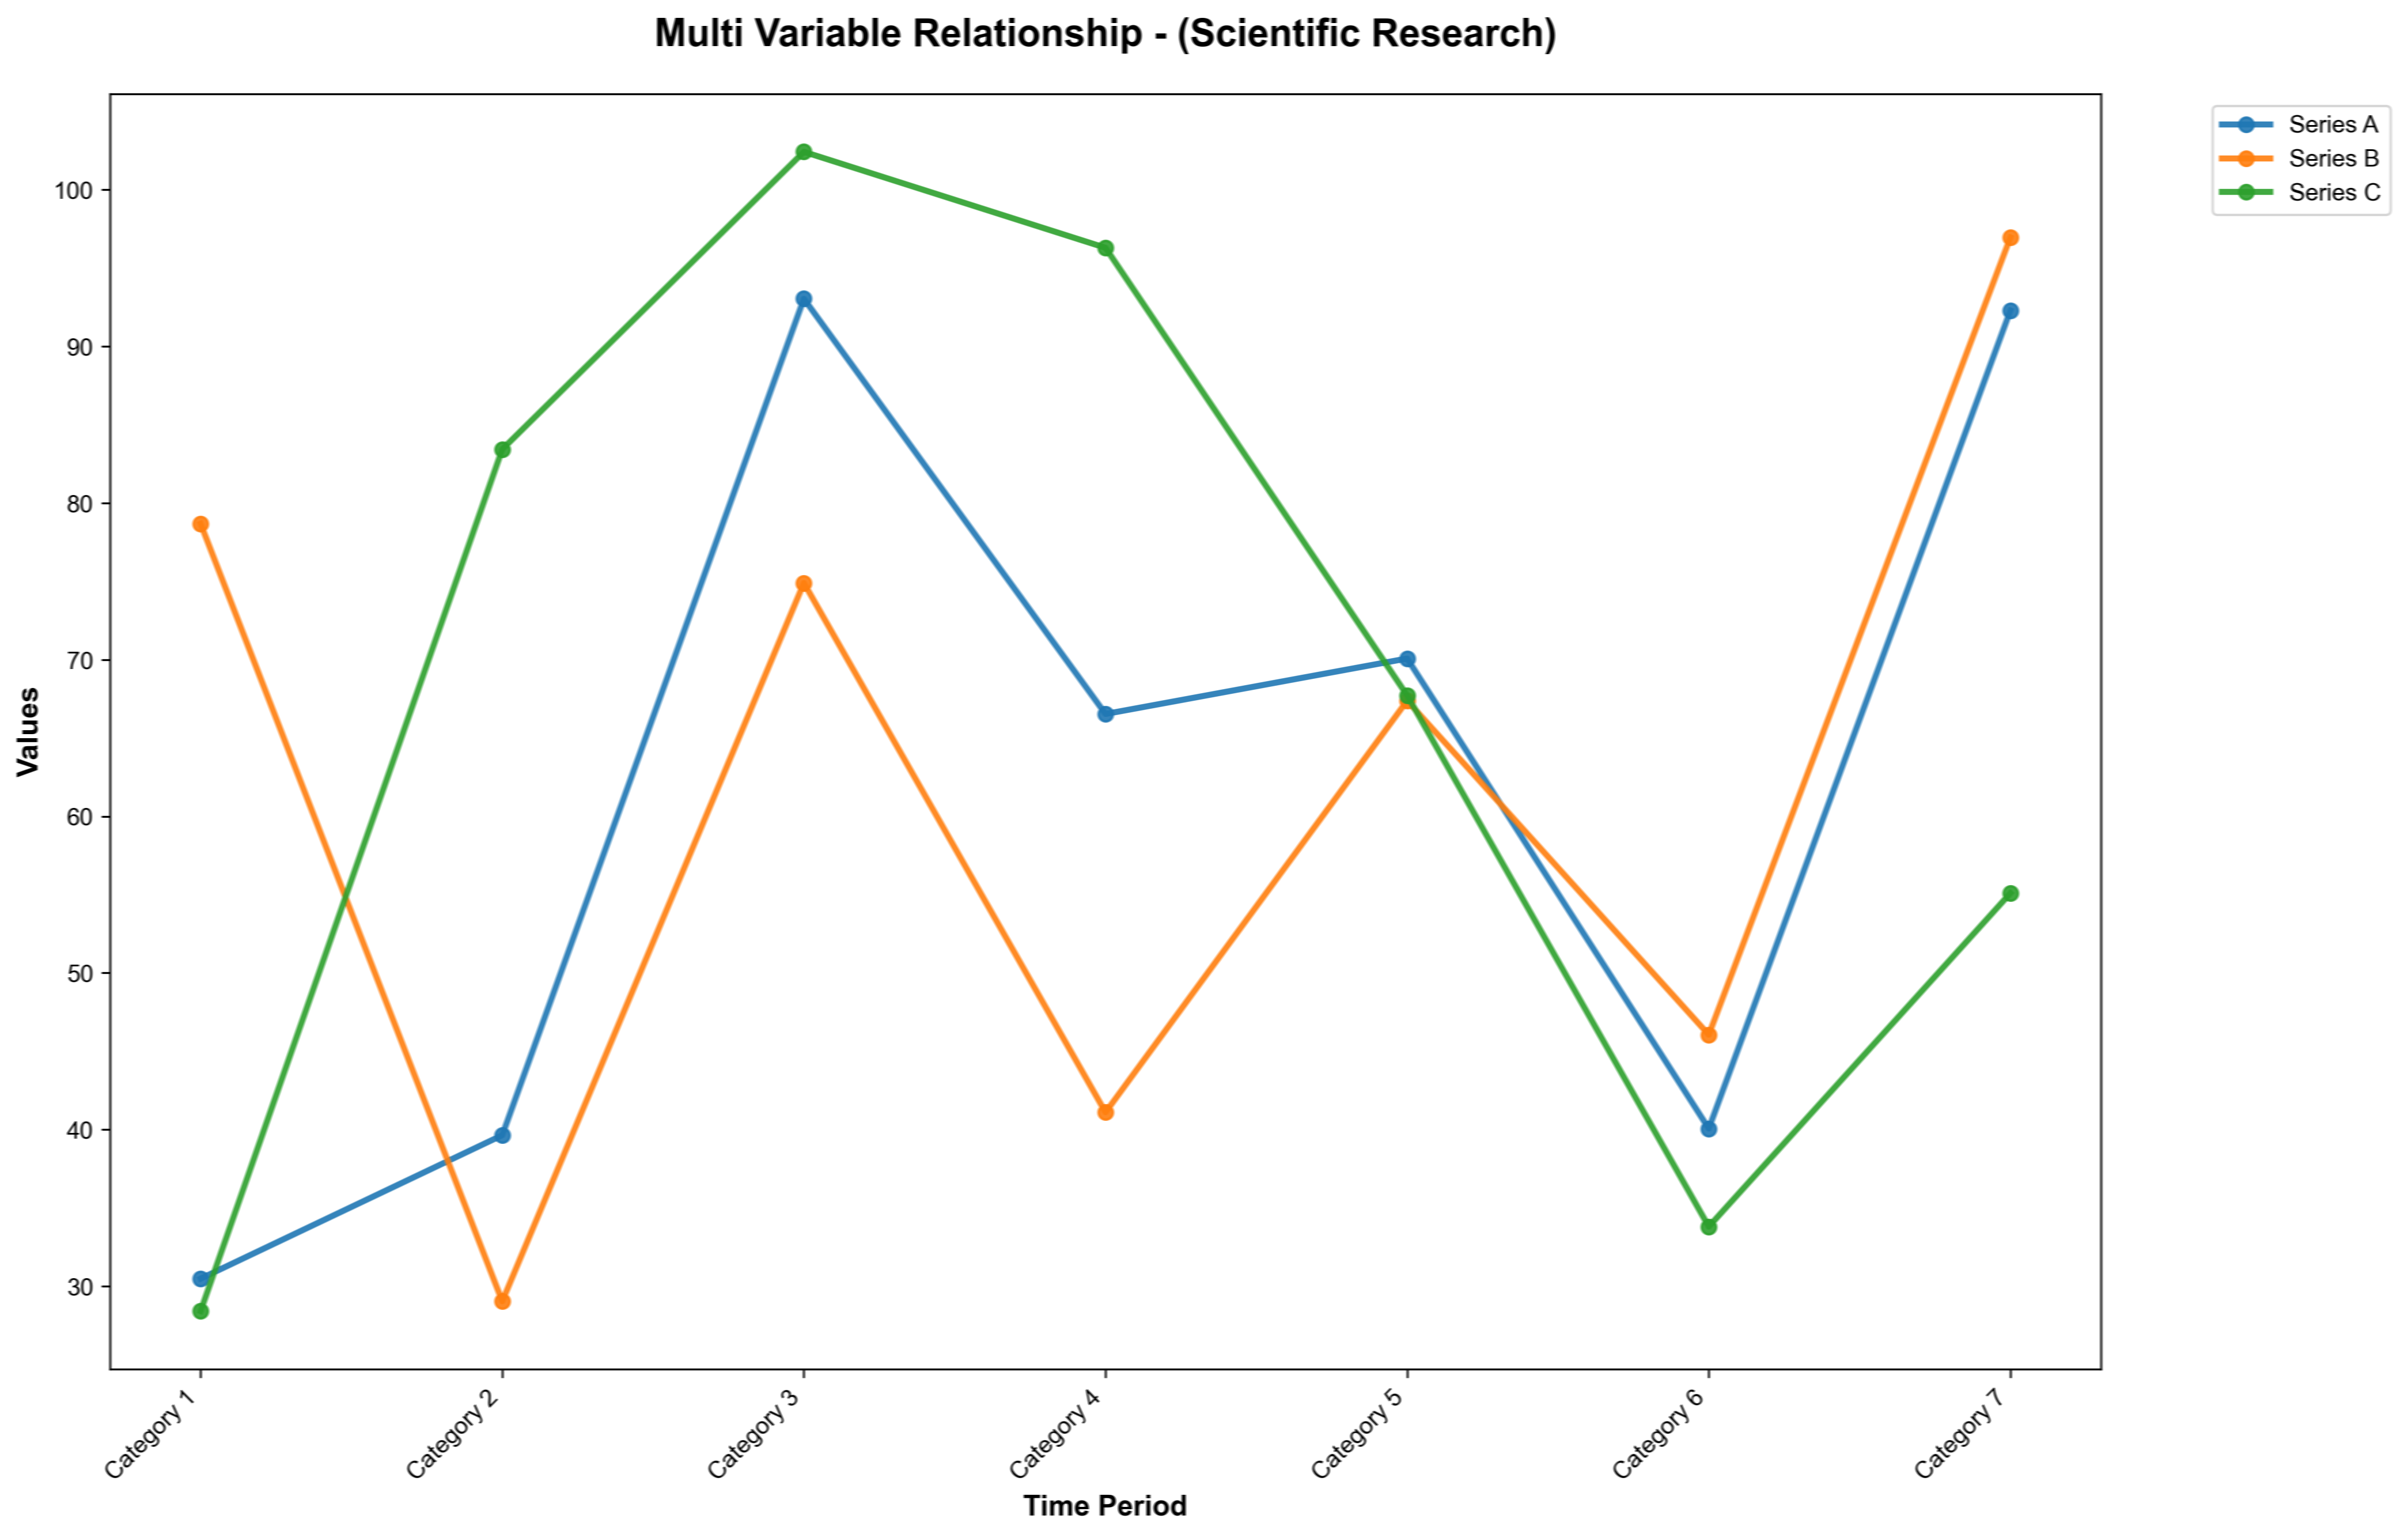 Multi Variable Relationship - (Scientific Research)
Series A
Series B
Series C
100
90
80
70
60
50
40
30
Values
Category 1
Category 2
Category 3
Category 4
Category 5
Category 6
Category 7
Time Period